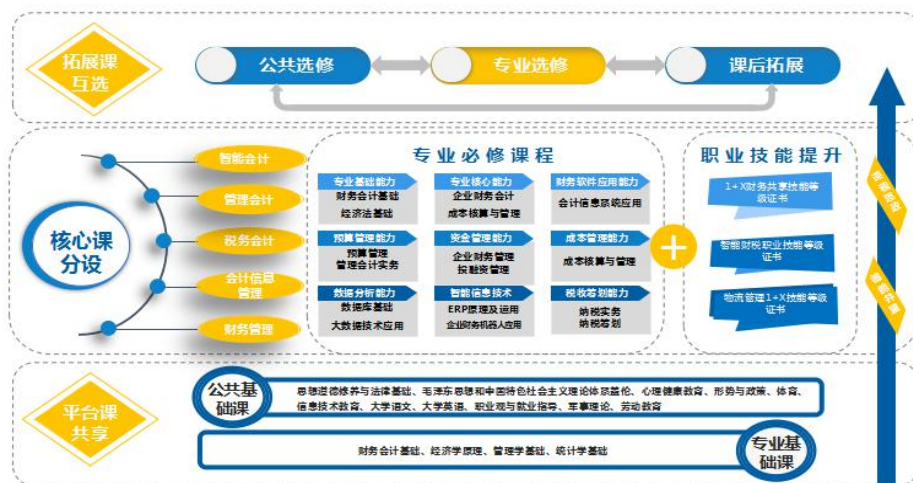 拓展课
互选
公共选修
专业选修
课后拓展
核心课
分设
智能会计
管理会计
税务会计
会计信息
管理
财务管理
专业必修课程
专业基础能力
财务会计基础
经济法基础
专业核心能力
企业财务会计
成本核算与管理
财务软件应用能力
会计信息系统应用
预算管理能力
预算管理
管理会计实务
资金管理能力
企业财务管理
投融资管理
成本管理能力
成本核算与管理
数据分析能力
数据库基础
大数据技术应用
智能信息技术
ERP原理及运用
企业财务机器人应用
税收筹划能力
纳税实务
纳税筹划
+
职业技能提升
1+X财务共享技能等
级证书
智能财税职业技能等级
证书
物流管理1+X技能等级
证书
平台课
共享
公共基
础课
思想道德修养与法律基础、毛泽东思想和中国特色社会主义理论体系盖伦、心理健康教育、形势与政策、体育、
信息技术教育、大学语文、大学英语、职业观与就业指导、军事理论、劳动教育
财务会计基础、经济学原理、管理学基础、统计学基础
专业基
础课